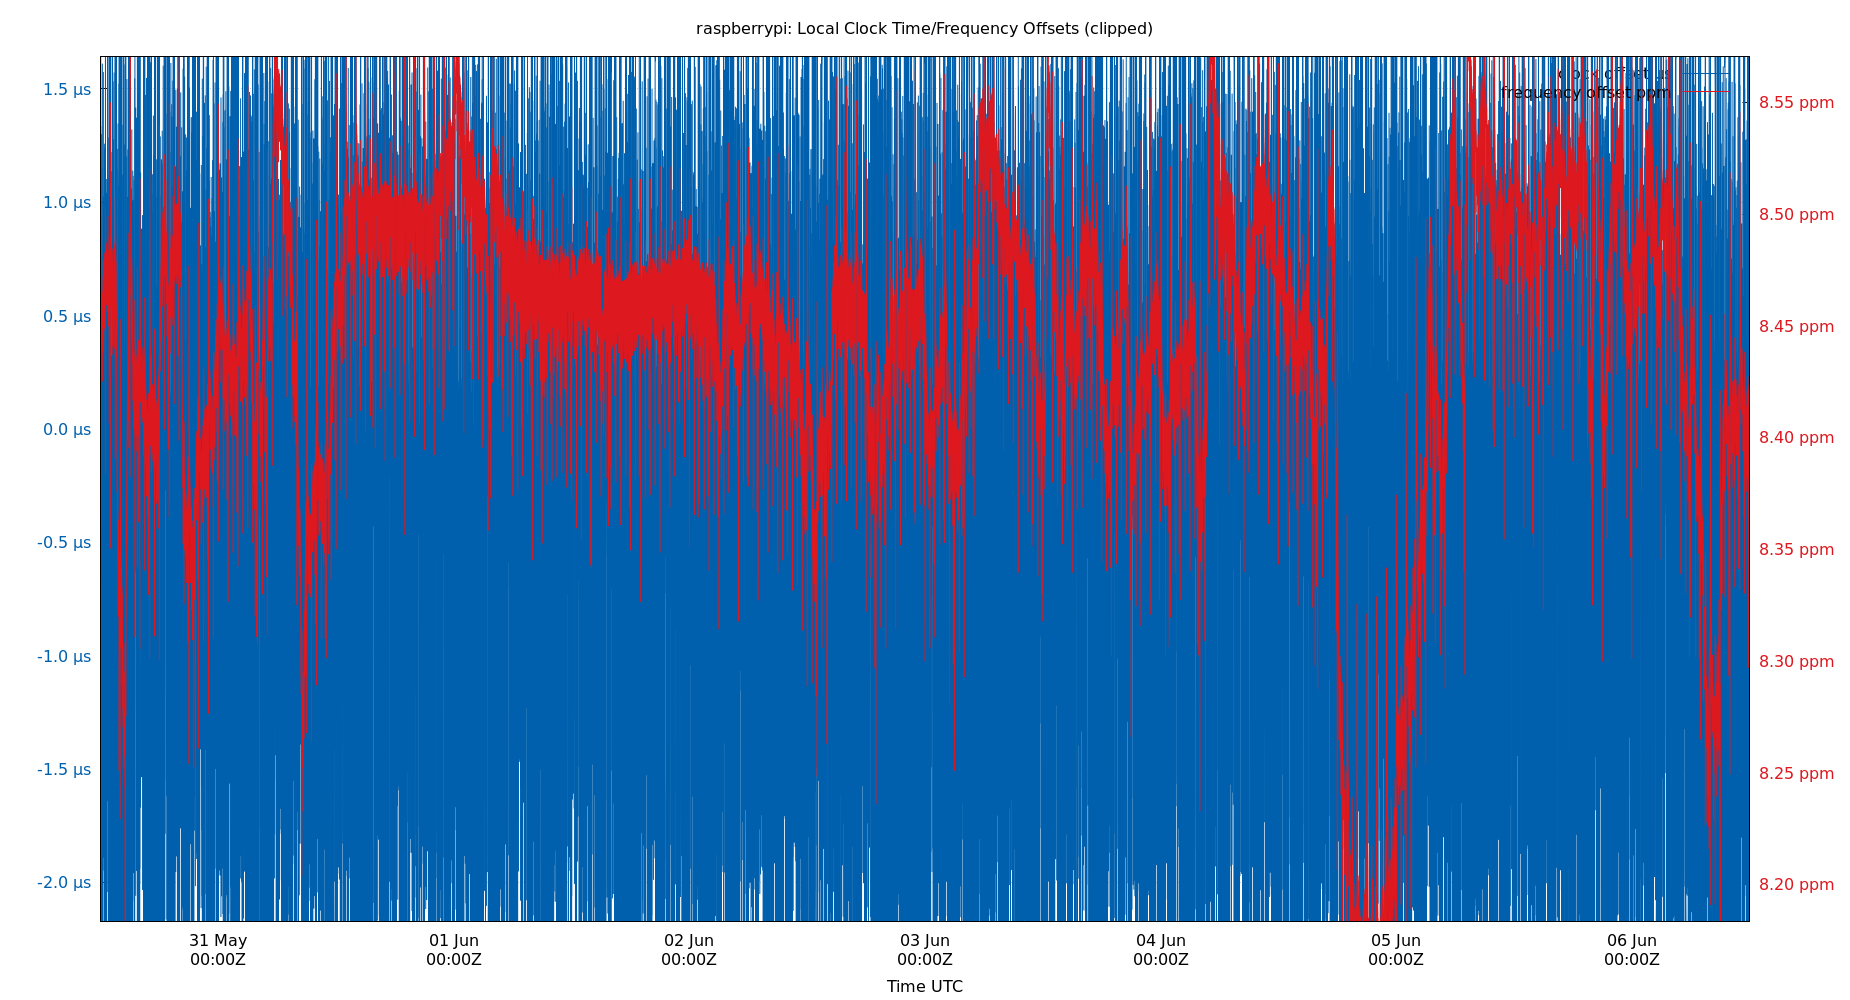 raspberrypi: Local Clock Time/Frequency Offsets (clipped)
clock offset µs
frequency offset ppm
1.5 µs
1.0 µs
0.5 µs
0.0 µs
-0.5 µs
-1.0 µs
-1.5 µs
-2.0 µs
8.55 ppm
8.50 ppm
8.45 ppm
8.40 ppm
8.35 ppm
8.30 ppm
8.25 ppm
8.20 ppm
31 May 01 Jun 02 Jun 03 Jun 04 Jun 05 Jun 06 Jun
00:00Z 00:00Z 00:00Z 00:00Z 00:00Z 00:00Z 00:00Z
Time UTC